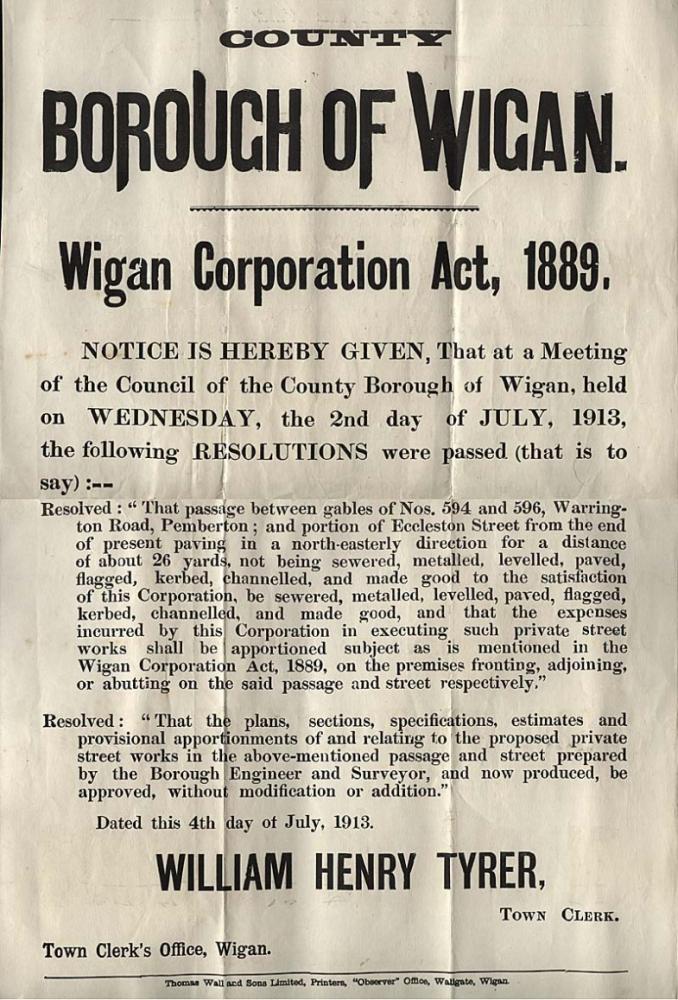 COUNTY
BOROUGH OF WIGAN.
Wigan Corporation Act, 1889.
NOTICE IS HEREBY GIVEN, That at a Meeting
of the Council of the County Borough of Wigan, held
on WEDNESDAY, the 2nd day of JULY, 1913,
the following RESOLUTIONS were passed (that is to
say) :--
Resolved : “ That passage between gables of Nos. 594 and 596, Warring-
ton Road, Pemberton ; and portion of Eccleston Street from the end
of present paving in a north-easterly direction for a distance
of about 26 yards, not being sewered, metalled, levelled, paved,
flagged, kerbed, channelled, and made good to the satisfaction
of this Corporation, be sewered, metalled, levelled, paved, flagged,
kerbed, channelled, and made good, and that the expenses
incurred by this Corporation in executing such private street
works shall be apportioned subject as is mentioned in the
Wigan Corporation Act, 1889, on the premises fronting, adjoining,
or abutting on the said passage and street respectively.”
Resolved : “ That the plans, sections, specifications, estimates and
provisional apportionments of and relating to the proposed private
street works in the above-mentioned passage and street prepared
by the Borough Engineer and Surveyor, and now produced, be
approved, without modification or addition.”
Dated this 4th day of July, 1913.
WILLIAM HENRY TYRER,
TOWN CLERK.
Town Clerk's Office, Wigan.
Thomas Wall and Sons Limited, Printers, “Observer” Office, Wallgate, Wigan.